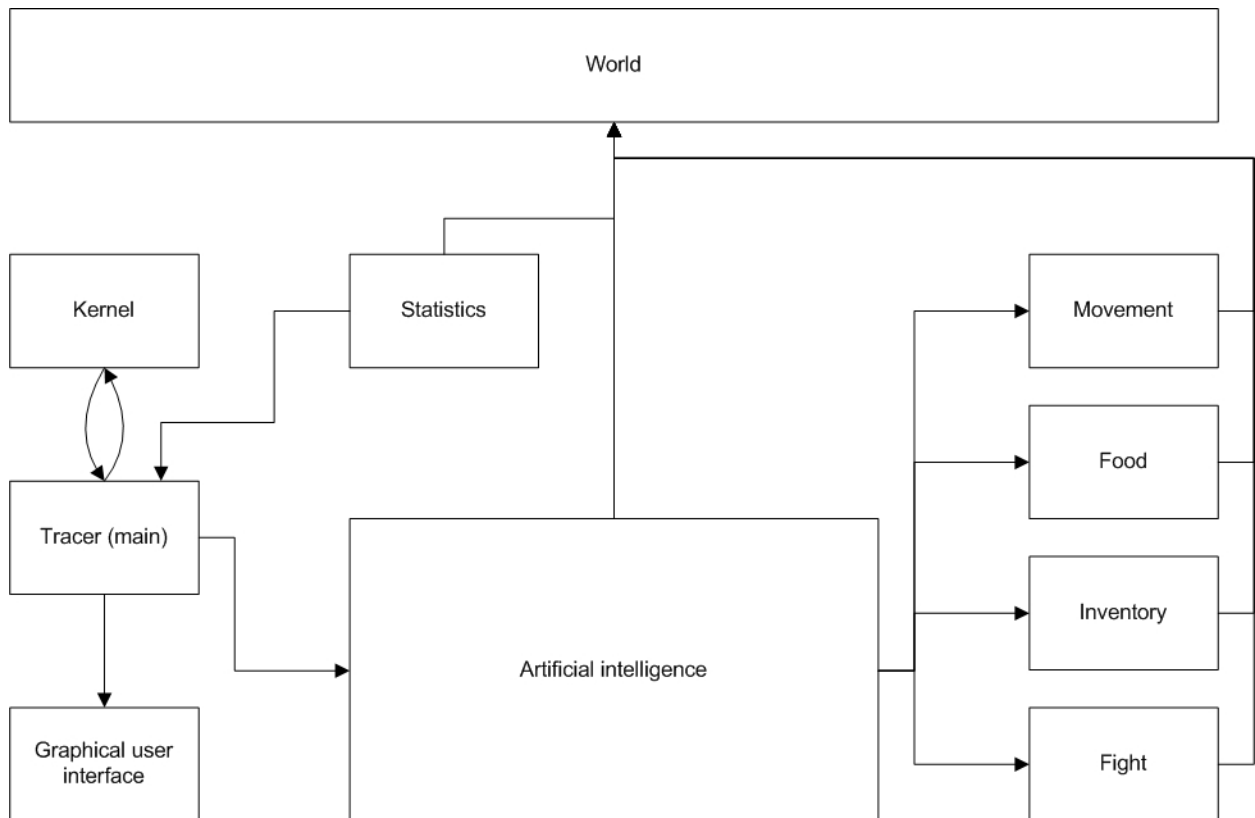 World
Kernel
Statistics
Movement
Food
Tracer (main)
Inventory
Artificial intelligence
Graphical user
interface
Fight